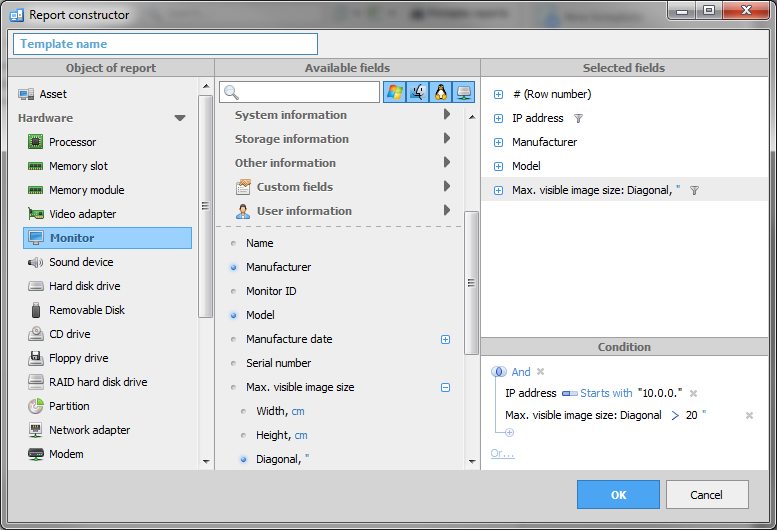 Report constructor
Template name
Object of report
Asset
Hardware
Processor
Memory slot
Memory module
Video adapter
Monitor
Sound device
Hard disk drive
Removable Disk
CD drive
Floppy drive
RAID hard disk drive
Partition
Network adapter
Modem
Available fields
System information
Storage information
Other information
Custom fields
User information
Name
Manufacturer
Monitor ID
Model
Manufacture date
Serial number
Max. visible image size
Width, cm
Height, cm
Diagonal, "
Selected fields
# (Row number)
IP address
Manufacturer
Model
Max. visible image size: Diagonal, "
Condition
And
IP address Starts with "10.0.0."
Max. visible image size: Diagonal > 20 "
Or...
OK Cancel